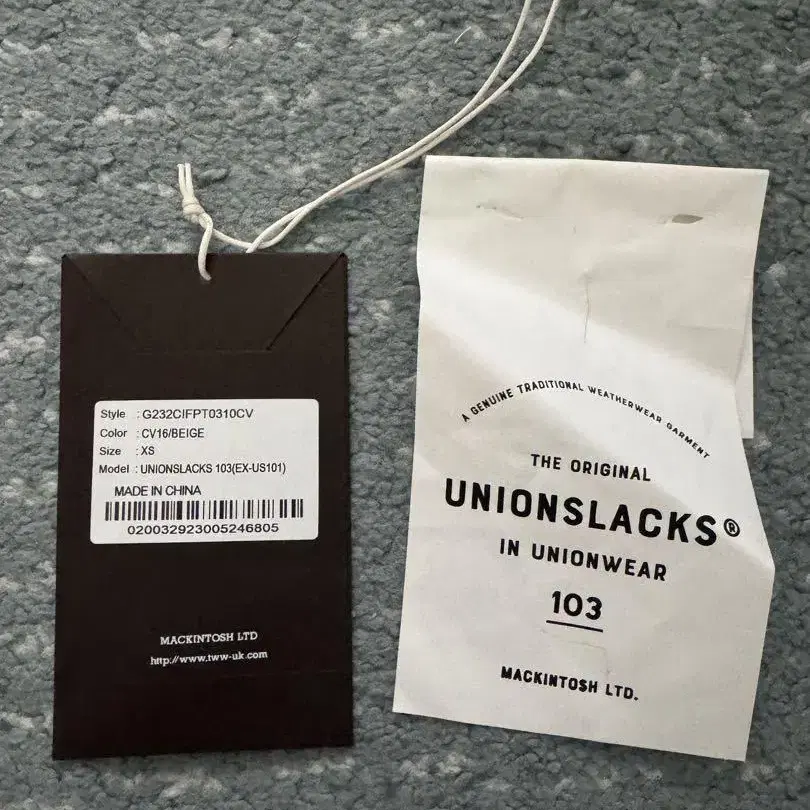 Style : G232CIFPT0310CV
Color : CV16/BEIGE
Size : XS
Model : UNIONSLACKS 103(EX-US101)
MADE IN CHINA
020032923005246805
MACKINTOSH LTD
http://www.tww-uk.com
A GENUINE TRADITIONAL WEATHERWEAR GARMENT
THE ORIGINAL
UNIONSLACKS®
IN UNIONWEAR
103
MACKINTOSH LTD.